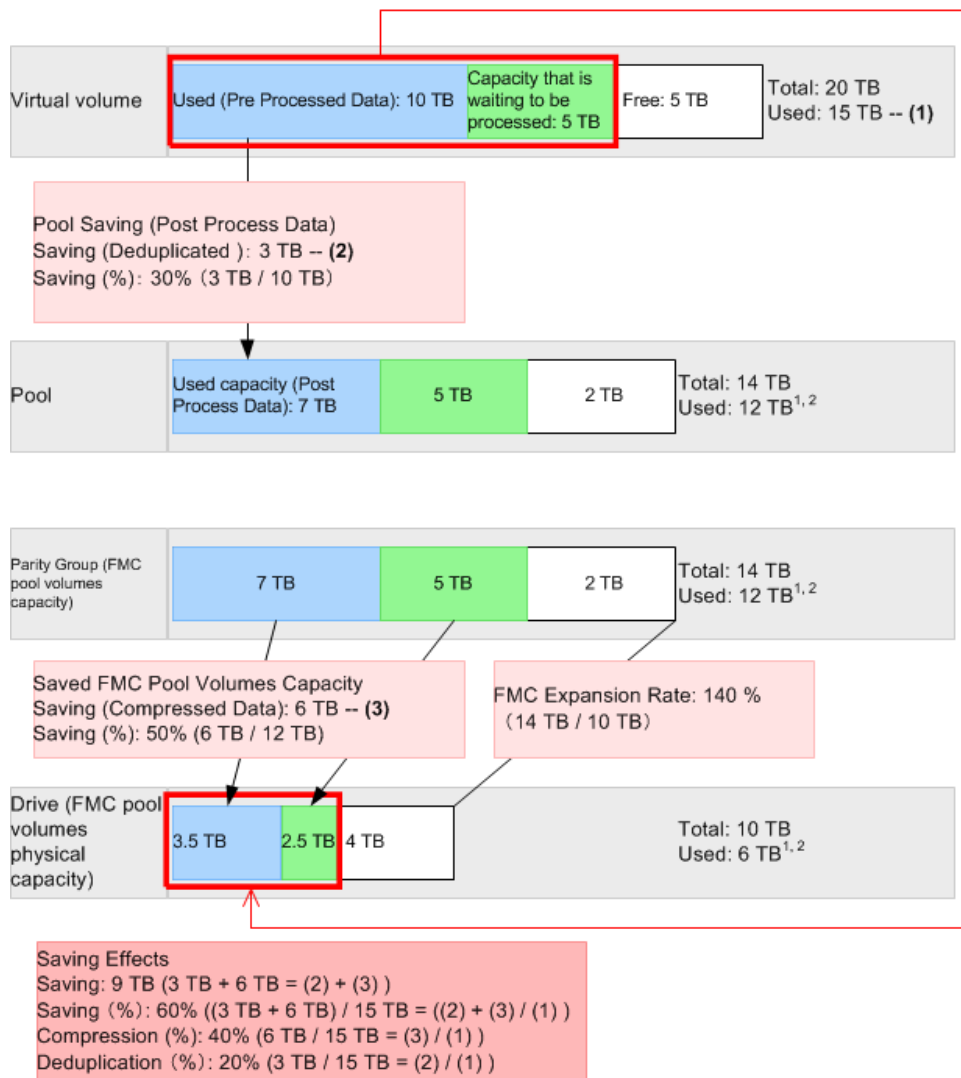 Virtual volume
Used (Pre Processed Data): 10 TB
Capacity that is
waiting to be
processed: 5 TB
Free: 5 TB
Total: 20 TB
Used: 15 TB -- (1)
Pool Saving (Post Process Data)
Saving (Deduplicated ): 3 TB -- (2)
Saving (%): 30% (3 TB / 10 TB)
Pool
Used capacity (Post
Process Data): 7 TB
5 TB
2 TB
Total: 14 TB
Used: 12 TB1, 2
Parity Group (FMC
pool volumes
capacity)
7 TB
5 TB
2 TB
Total: 14 TB
Used: 12 TB1, 2
Saved FMC Pool Volumes Capacity
Saving (Compressed Data): 6 TB -- (3)
Saving (%): 50% (6 TB / 12 TB)
FMC Expansion Rate: 140 %
(14 TB / 10 TB)
Drive (FMC pool
volumes
physical
capacity)
3.5 TB
2.5 TB
4 TB
Total: 10 TB
Used: 6 TB1, 2
Saving Effects
Saving: 9 TB (3 TB + 6 TB = (2) + (3) )
Saving (%): 60% ((3 TB + 6 TB) / 15 TB = ((2) + (3) / (1) )
Compression (%): 40% (6 TB / 15 TB = (3) / (1) )
Deduplication (%): 20% (3 TB / 15 TB = (2) / (1) )